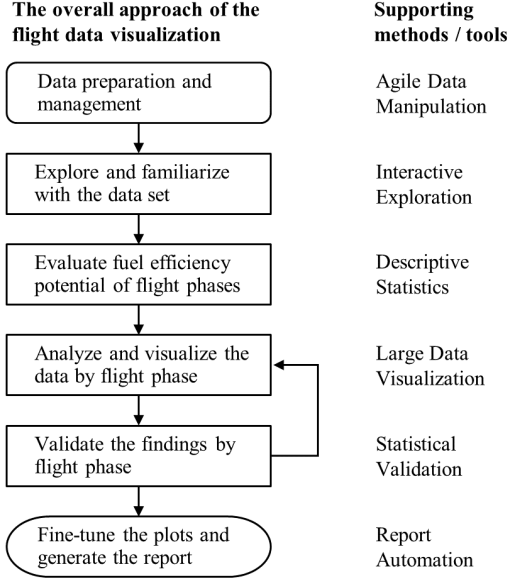 The overall approach of the
flight data visualization
Supporting
methods / tools
Data preparation and
management
Agile Data
Manipulation
Explore and familiarize
with the data set
Interactive
Exploration
Evaluate fuel efficiency
potential of flight phases
Descriptive
Statistics
Analyze and visualize the
data by flight phase
Large Data
Visualization
Validate the findings by
flight phase
Statistical
Validation
Fine-tune the plots and
generate the report
Report
Automation